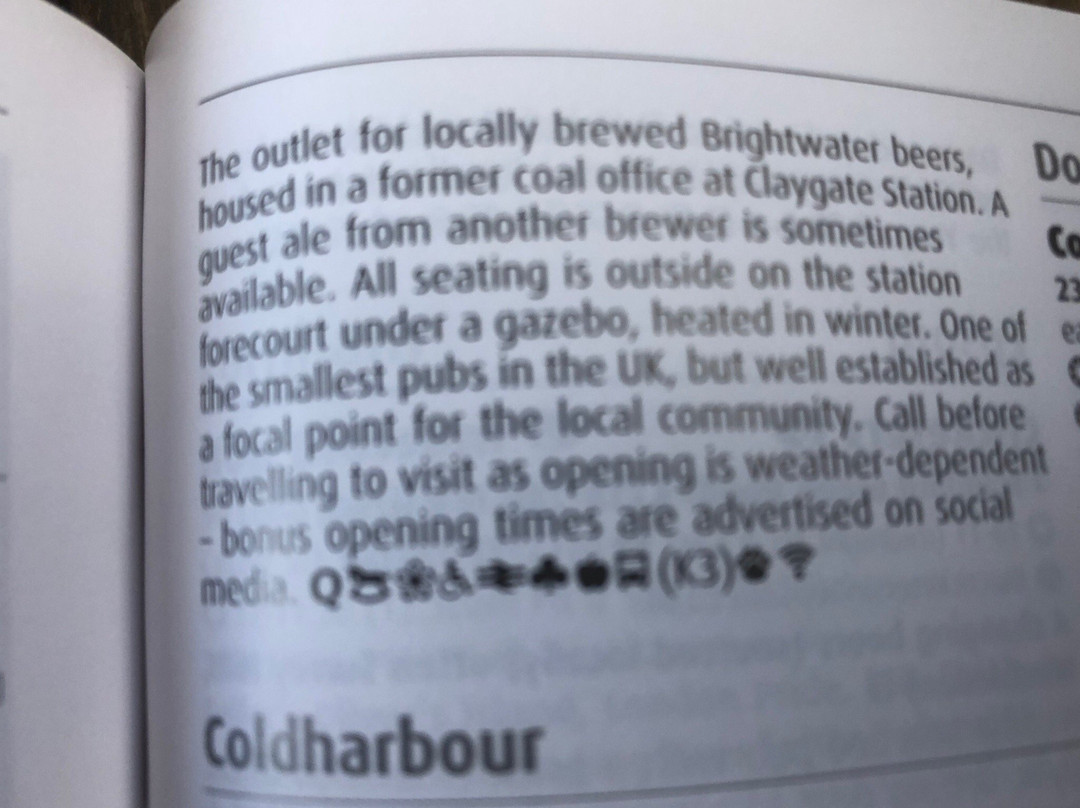 The outlet for locally brewed Brightwater beers,
housed in a former coal office at Claygate Station. A
guest ale from another brewer is sometimes
available. All seating is outside on the station
forecourt under a gazebo, heated in winter. One of
the smallest pubs in the UK, but well established as
a focal point for the local community. Call before
travelling to visit as opening is weather-dependent
- bonus opening times are advertised on social
media. Q (K3)
Coldharbour
Do
Co
23